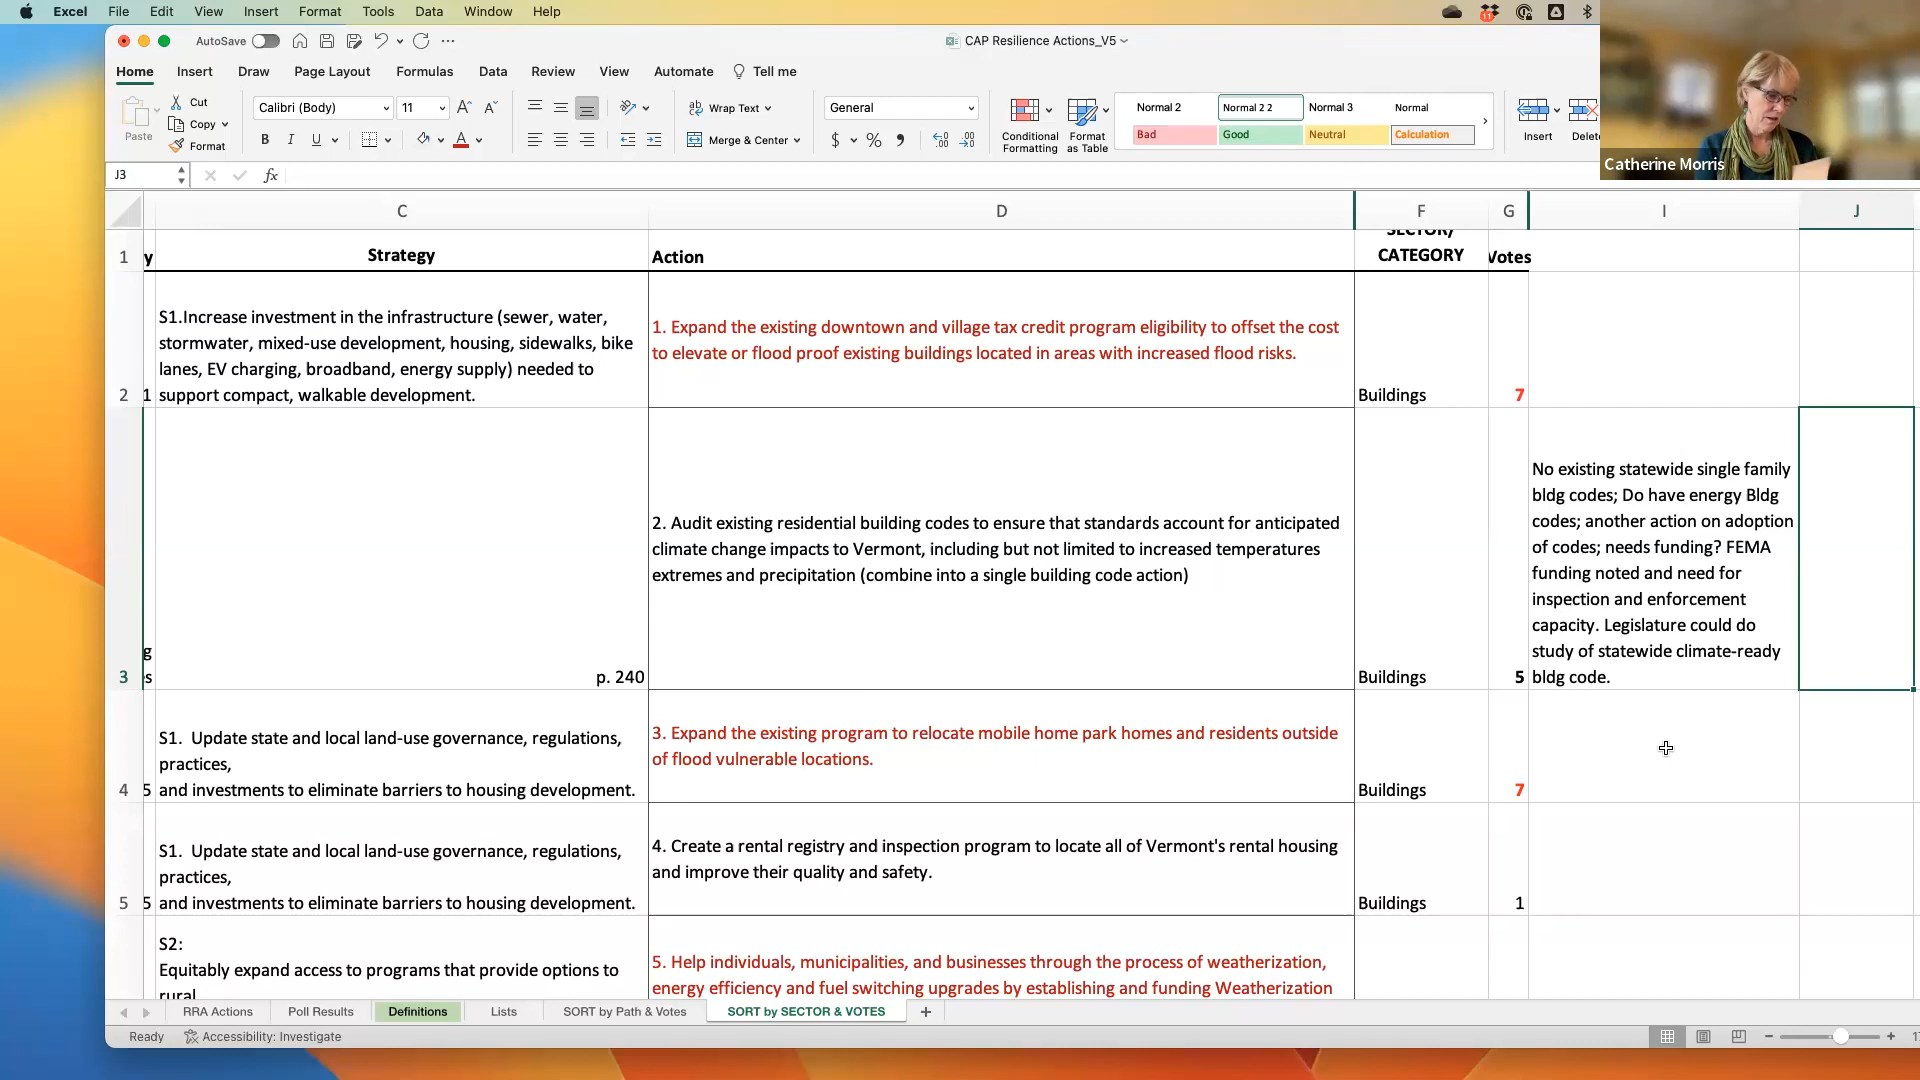 Excel File Edit View Insert Format Tools Data Window Help
11
AutoSave
CAP Resilience Actions_V5
Home Insert Draw Page Layout Formulas Data Review View Automate Tell me
Paste
Cut
Copy
Format
Calibri (Body) 11
B I U
Wrap Text
Merge & Center
General
$ % 9
Conditional Formatting
Format as Table
Normal 2 Normal 2 2 Normal 3 Normal
Bad Good Neutral Calculation
Insert
Delet
Catherine Morris
J3
fx
C D F G I J
1 y Strategy Action SECTOR/
CATEGORY Votes
S1.Increase investment in the infrastructure (sewer, water,
stormwater, mixed-use development, housing, sidewalks, bike
lanes, EV charging, broadband, energy supply) needed to
support compact, walkable development.
1. Expand the existing downtown and village tax credit program eligibility to offset the cost
to elevate or flood proof existing buildings located in areas with increased flood risks.
2 1 Buildings 7
2. Audit existing residential building codes to ensure that standards account for anticipated
climate change impacts to Vermont, including but not limited to increased temperatures
extremes and precipitation (combine into a single building code action)
No existing statewide single family
bldg codes; Do have energy Bldg
codes; another action on adoption
of codes; needs funding? FEMA
funding noted and need for
inspection and enforcement
capacity. Legislature could do
study of statewide climate-ready
bldg code.
g
3 s p. 240 Buildings 5
S1. Update state and local land-use governance, regulations,
practices,
and investments to eliminate barriers to housing development.
3. Expand the existing program to relocate mobile home park homes and residents outside
of flood vulnerable locations.
4 5 Buildings 7
S1. Update state and local land-use governance, regulations,
practices,
and investments to eliminate barriers to housing development.
4. Create a rental registry and inspection program to locate all of Vermont's rental housing
and improve their quality and safety.
5 5 Buildings 1
S2:
Equitably expand access to programs that provide options to
rural
5. Help individuals, municipalities, and businesses through the process of weatherization,
energy efficiency and fuel switching upgrades by establishing and funding Weatherization
RRA Actions Poll Results Definitions Lists SORT by Path & Votes SORT by SECTOR & VOTES
Ready Accessibility: Investigate